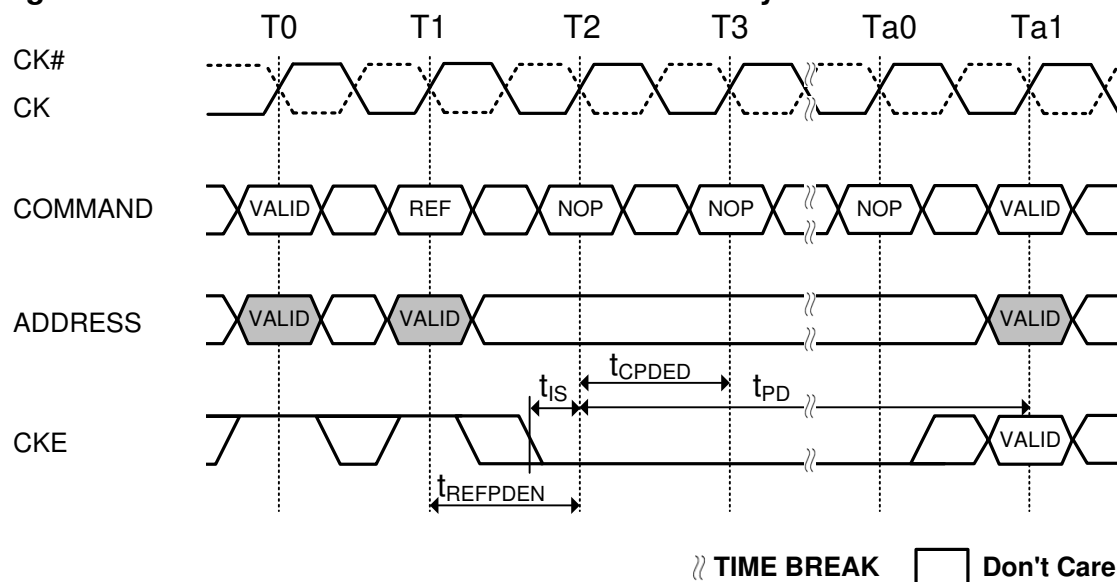 T0 T1 T2 T3 Ta0 Ta1
CK#
CK
COMMAND VALID REF NOP NOP NOP VALID
ADDRESS VALID VALID VALID
tCPDED
tIS tPD
CKE VALID
tREFPDEN
TIME BREAK Don't Care